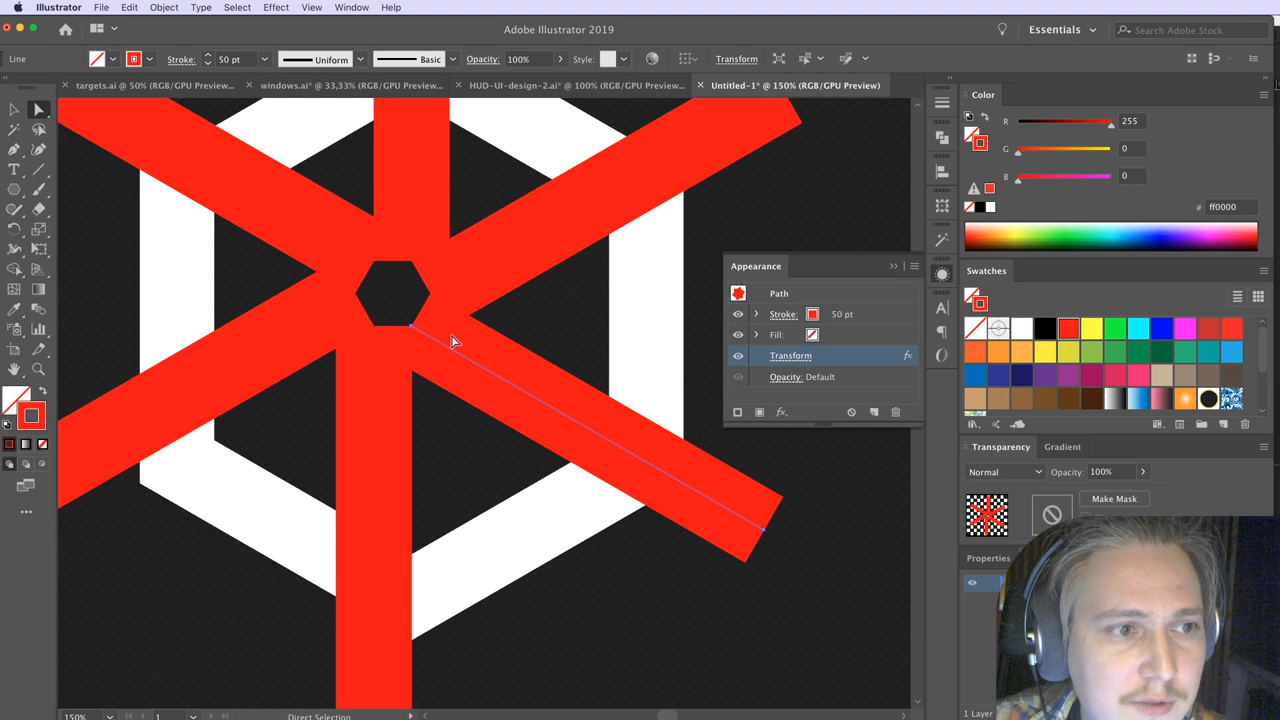 Illustrator File Edit Object Type Select Effect View Window Help
Adobe Illustrator 2019
Essentials
Search Adobe Stock
Line
Stroke: 50 pt
Uniform
Basic
Opacity: 100%
Style:
Transform
targets.ai @ 50% (RGB/GPU Preview...
windows.ai* @ 33,33% (RGB/GPU Preview...
HUD-UI-design-2.ai* @ 100% (RGB/GPU Preview...
Untitled-1* @ 150% (RGB/GPU Preview)
Color
R 255
G 0
B 0
# ff0000
Swatches
Appearance
Path
Stroke: 50 pt
Fill:
Transform fx
Opacity: Default
fx.
Transparency Gradient
Normal
Opacity: 100%
Make Mask
Properties
150%
1
Direct Selection
1 Layer